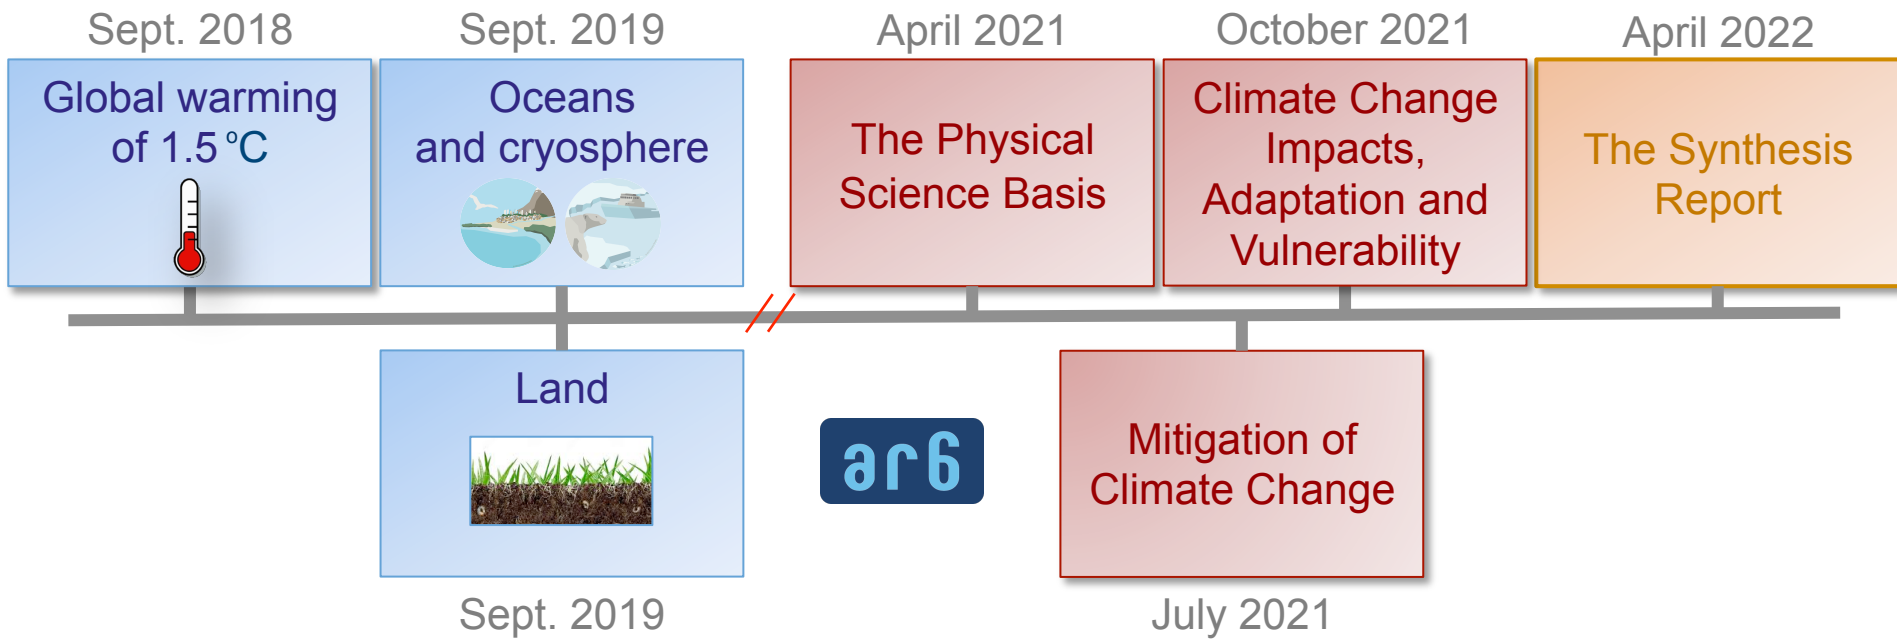 Sept. 2018
Global warming
of 1.5 °C
Sept. 2019
Oceans
and cryosphere
April 2021
The Physical
Science Basis
October 2021
Climate Change
Impacts,
Adaptation and
Vulnerability
April 2022
The Synthesis
Report
Land
Sept. 2019
ar6
Mitigation of
Climate Change
July 2021